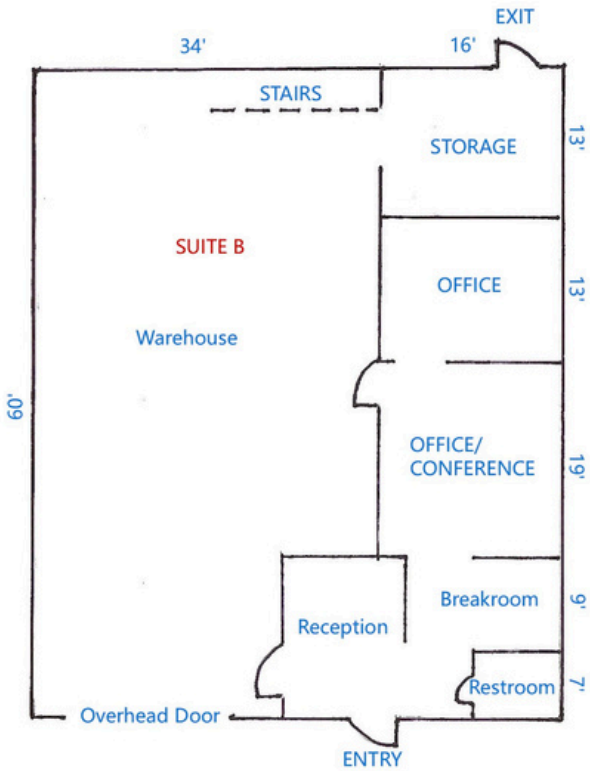 EXIT
34'
16'
STAIRS
13'
STORAGE
SUITE B
OFFICE
13'
Warehouse
60'
OFFICE/
CONFERENCE
19'
Breakroom
9'
Reception
Restroom
7'
Overhead Door
ENTRY